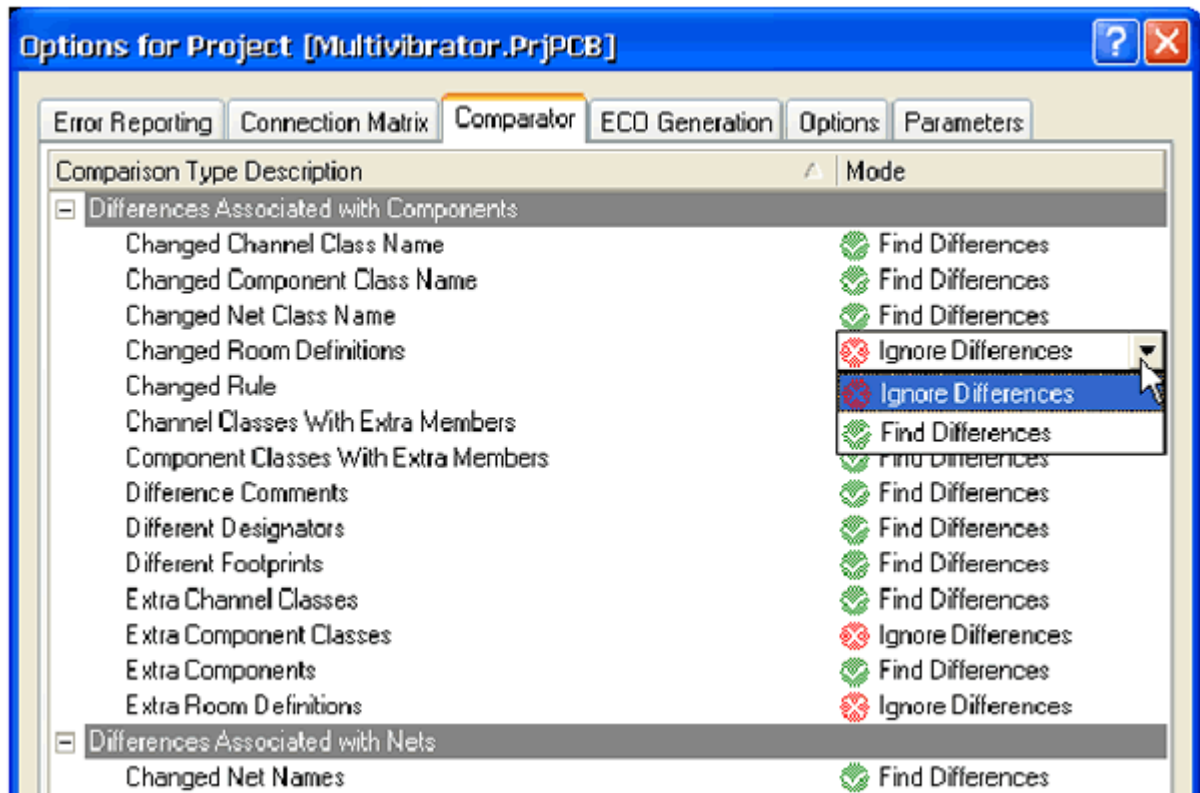 Options for Project [Multivibrator.PrjPCB]
Error Reporting Connection Matrix Comparator ECO Generation Options Parameters
Comparison Type Description Mode
Differences Associated with Components
Changed Channel Class Name Find Differences
Changed Component Class Name Find Differences
Changed Net Class Name Find Differences
Changed Room Definitions Ignore Differences
Changed Rule Ignore Differences
Channel Classes With Extra Members Find Differences
Component Classes With Extra Members Find Differences
Difference Comments Find Differences
Different Designators Find Differences
Different Footprints Find Differences
Extra Channel Classes Find Differences
Extra Component Classes Ignore Differences
Extra Components Find Differences
Extra Room Definitions Ignore Differences
Differences Associated with Nets
Changed Net Names Find Differences